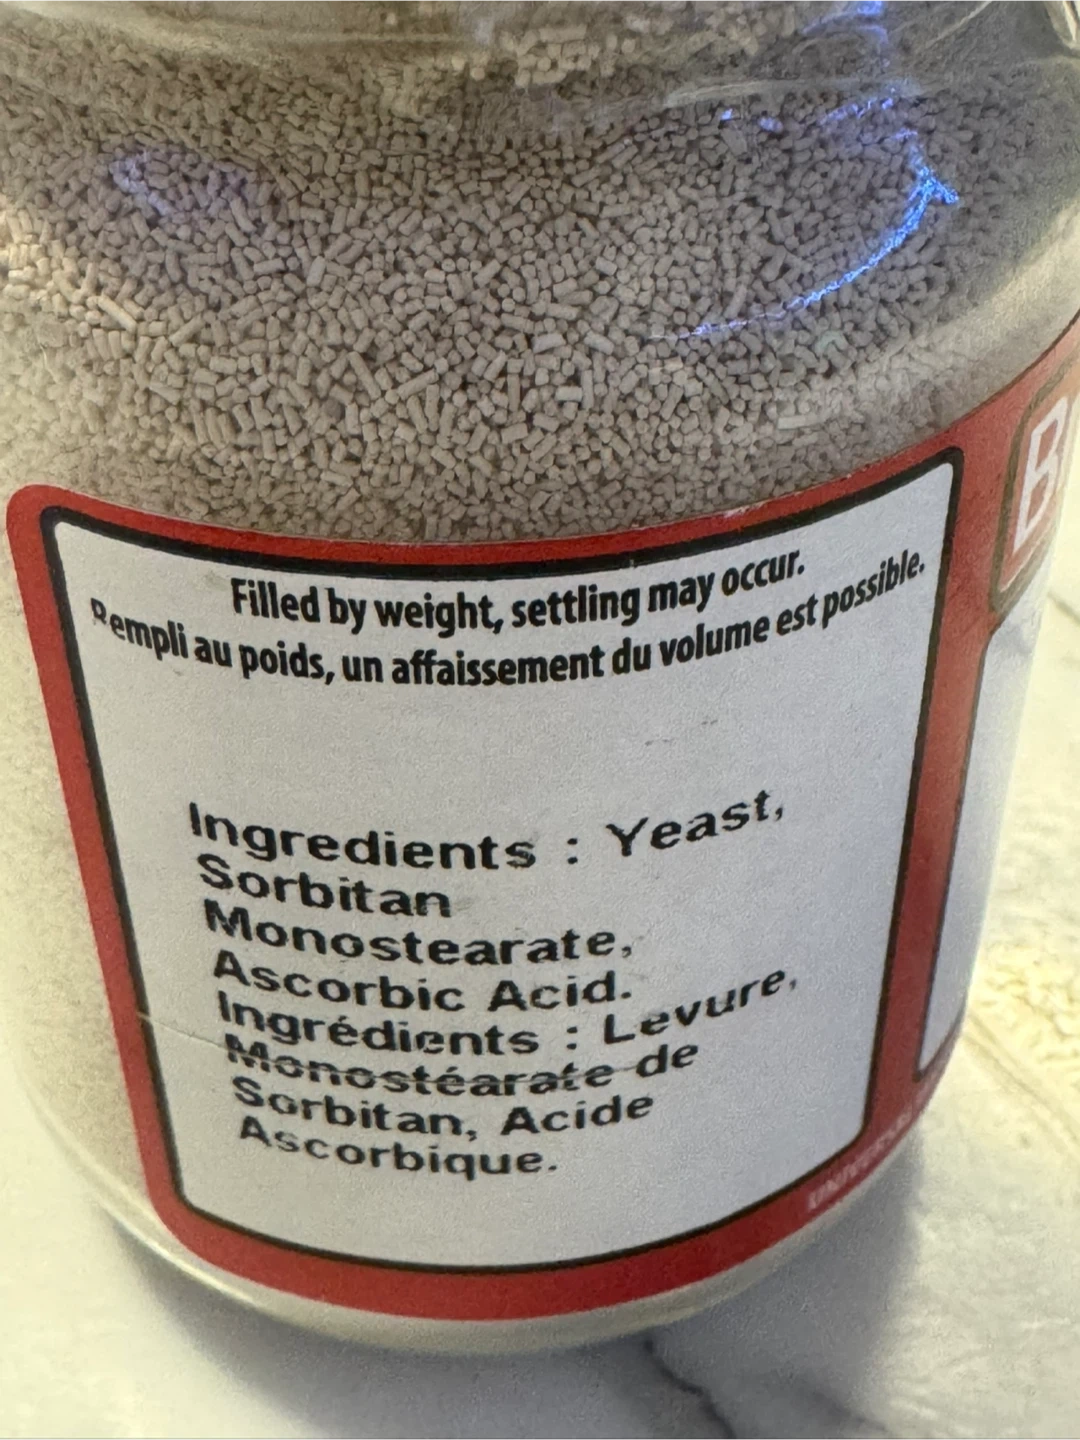 Filled by weight, settling may occur.
Rempli au poids, un affaissement du volume est possible.
Ingredients : Yeast,
Sorbitan
Monostearate,
Ascorbic Acid.
Ingrédients : Levure,
Monostéarate de
Sorbitan, Acide
Ascorbique.
B